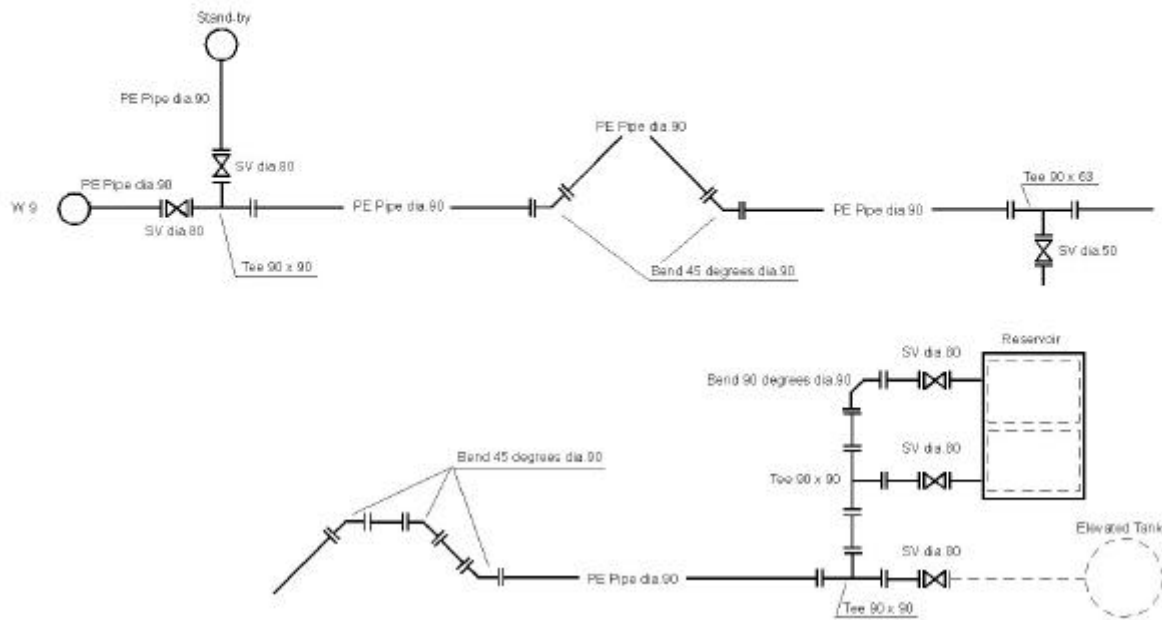 Stand-by
PE Pipe dia.90
SV dia.80
PE Pipe dia.90
W 9
SV dia.80
Tee 90 x 90
PE Pipe dia.90
PE Pipe dia.90
Bend 45 degrees dia.90
PE Pipe dia.90
Tee 90 x 63
SV dia.50
Reservoir
SV dia.80
Bend 90 degrees dia.90
SV dia.80
Bend 45 degrees dia.90
Tee 90 x 90
Elevated Tank
SV dia.80
PE Pipe dia.90
Tee 90 x 90